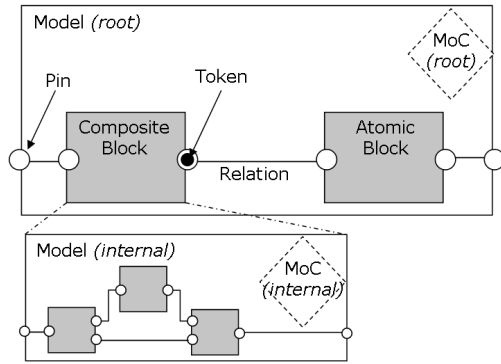 Model (root)
MoC
(root)
Pin
Token
Composite
Block
Atomic
Block
Relation
Model (internal)
MoC
(internal)